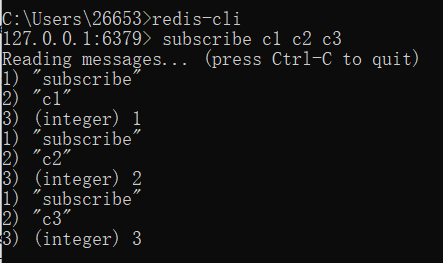 C:\Users\26653>redis-cli
127.0.0.1:6379> subscribe c1 c2 c3
Reading messages... (press Ctrl-C to quit)
1) "subscribe"
2) "c1"
3) (integer) 1
1) "subscribe"
2) "c2"
3) (integer) 2
1) "subscribe"
2) "c3"
3) (integer) 3